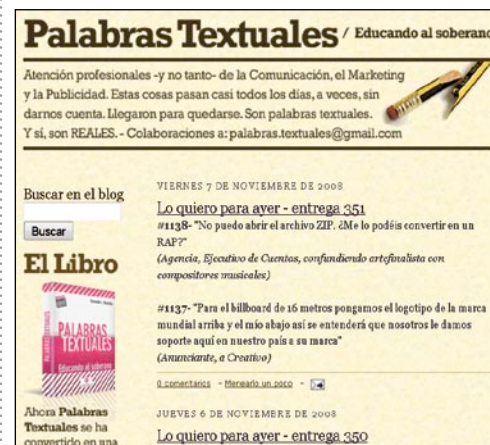 Palabras Textuales / Educando al soberano
Atención profesionales -y no tanto- de la Comunicación, el Marketing
y la Publicidad. Estas cosas pasan casi todos los días, a veces, sin
darnos cuenta. Llegaron para quedarse. Son palabras textuales.
Y sí, son REALES. - Colaboraciones a: palabras.textuales@gmail.com
Buscar en el blog
Buscar
El Libro
PALABRAS
TEXTUALES
Educando al soberano
Ahora Palabras
Textuales se ha
convertido en una
VIERNES 7 DE NOVIEMBRE DE 2008
Lo quiero para ayer - entrega 351
#1138- "No puedo abrir el archivo ZIP. ¿Me lo podéis convertir en un
RAP?"
(Agencia, Ejecutivo de Cuentas, confundiendo artefinalista con
compositores musicales)
#1137- "Para el billboard de 16 metros pongamos el logotipo de la marca
mundial arriba y el mío abajo así se entenderá que nosotros le damos
soporte aquí en nuestro país a su marca"
(Anunciante, a Creativo)
0 comentarios - Menearlo un poco -
JUEVES 6 DE NOVIEMBRE DE 2008
Lo quiero para ayer - entrega 350